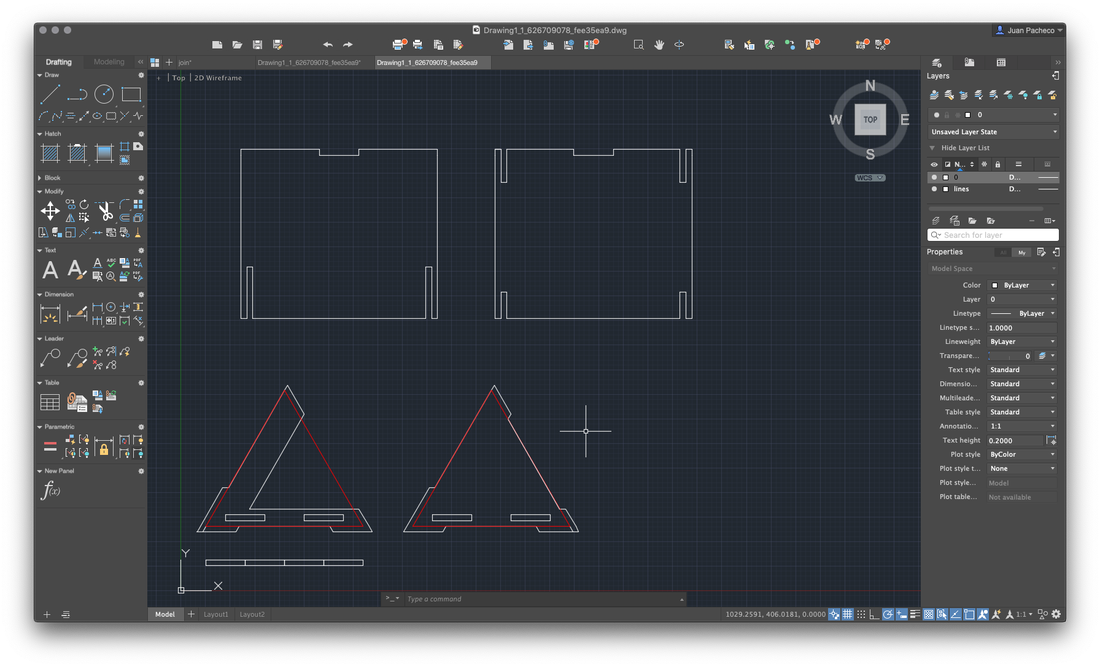 Drawing1_1_626709078_fee35ea9.dwg
Juan Pacheco
Drafting
Modeling
join*
Drawing1_1_626709078_fee35ea9*
Drawing1_1_626709078_fee35ea9
Draw
+ | Top | 2D Wireframe
Hatch
Block
Modify
Text
A
A
A
ABC
Dimension
Leader
Table
Parametric
New Panel
f(x)
N
W
TOP
E
S
WCS
Y
X
>_
Type a command
Model
Layout1
Layout2
1029.2591, 406.0181, 0.0000
1:1
Layers
0
Unsaved Layer State
Hide Layer List
N...
0
D...
lines
D...
Search for layer
Properties
All
My
Model Space
Color
ByLayer
Layer
0
Linetype
ByLayer
Linetype s...
1.0000
Lineweight
ByLayer
Transpare...
0
Text style
Standard
Dimensio...
Standard
Multileade...
Standard
Table style
Standard
Annotatio...
1:1
Text height
0.2000
Plot style
ByColor
Plot style t...
None
Plot style...
Model
Plot table...
Not available